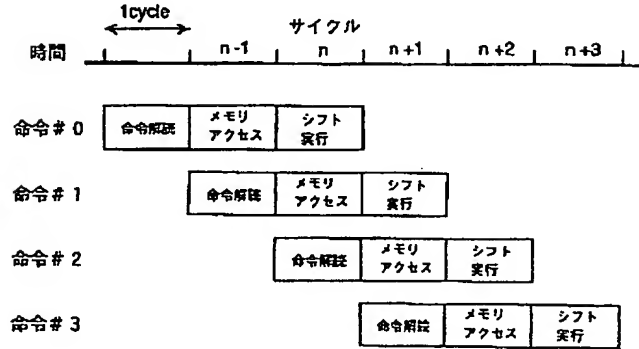 1cycle
サイクル
時間 n-1 n n+1 n+2 n+3
命令#0 命令解読 メモリアクセス シフト実行
命令#1 命令解読 メモリアクセス シフト実行
命令#2 命令解読 メモリアクセス シフト実行
命令#3 命令解読 メモリアクセス シフト実行